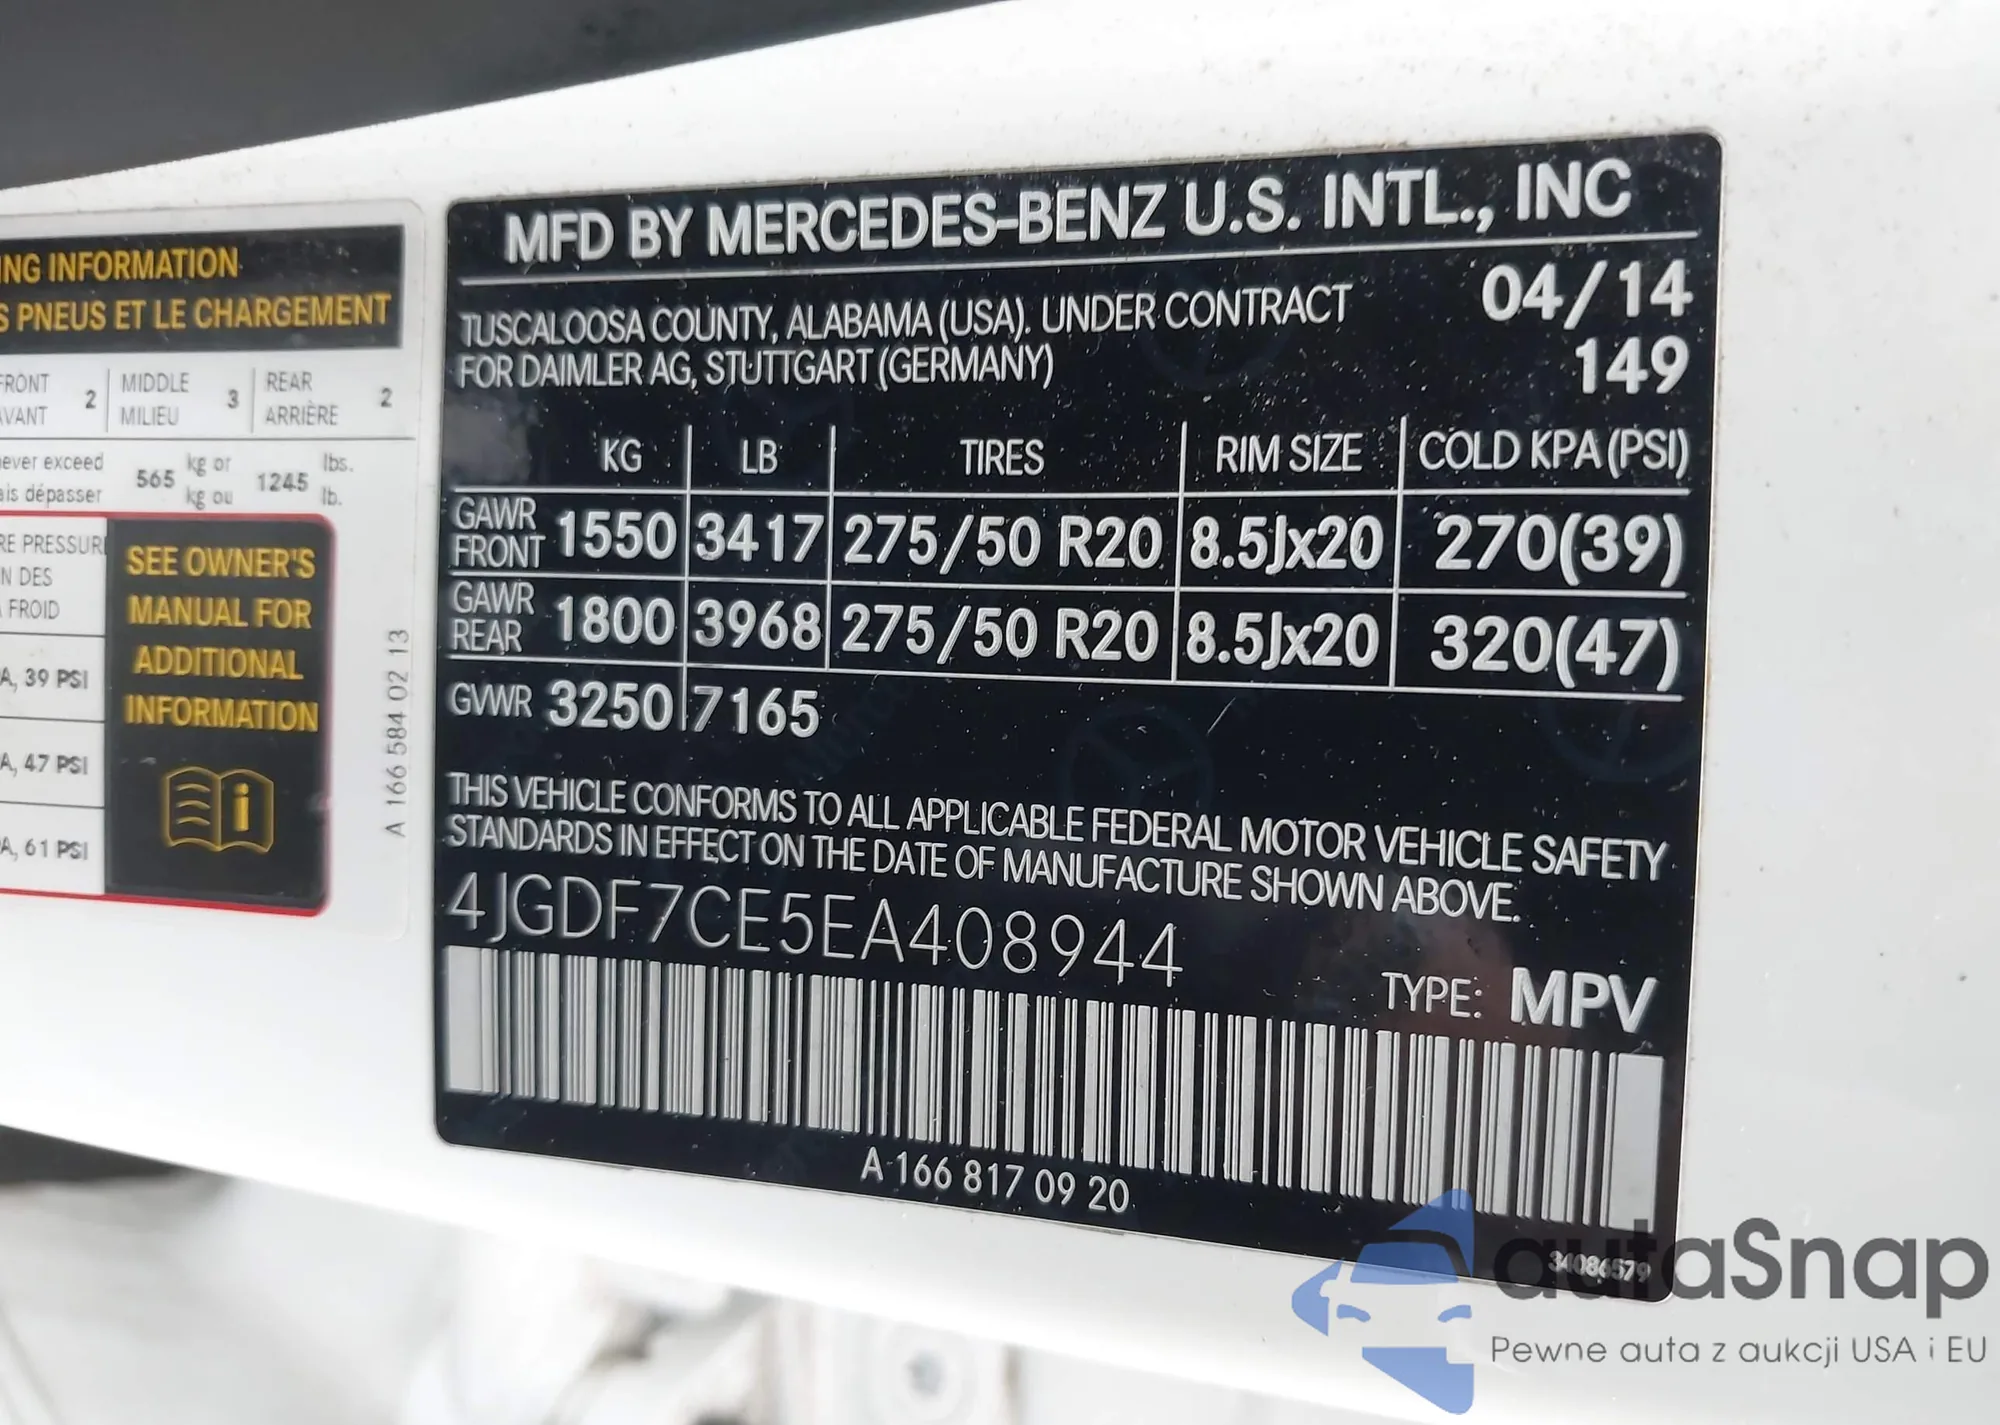 ING INFORMATION
S PNEUS ET LE CHARGEMENT
FRONT
AVANT
2
MIDDLE
MILIEU
3
REAR
ARRIÈRE
2
never exceed
ais dépasser
565
kg or
kg ou
1245
lbs.
lb.
RE PRESSURE
N DES
A FROID
A, 39 PSI
A, 47 PSI
A, 61 PSI
SEE OWNER'S
MANUAL FOR
ADDITIONAL
INFORMATION
i
A 166 584 02 13
MFD BY MERCEDES-BENZ U.S. INTL., INC
TUSCALOOSA COUNTY, ALABAMA (USA). UNDER CONTRACT
FOR DAIMLER AG, STUTTGART (GERMANY)
04/14
149
KG LB TIRES RIM SIZE COLD KPA (PSI)
GAWR FRONT 1550 3417 275/50 R20 8.5Jx20 270(39)
GAWR REAR 1800 3968 275/50 R20 8.5Jx20 320(47)
GVWR 3250 7165
THIS VEHICLE CONFORMS TO ALL APPLICABLE FEDERAL MOTOR VEHICLE SAFETY
STANDARDS IN EFFECT ON THE DATE OF MANUFACTURE SHOWN ABOVE.
4JGDF7CE5EA408944
TYPE: MPV
A 166 817 09 20
34086579
autaSnap
Pewne auta z aukcji USA i EU